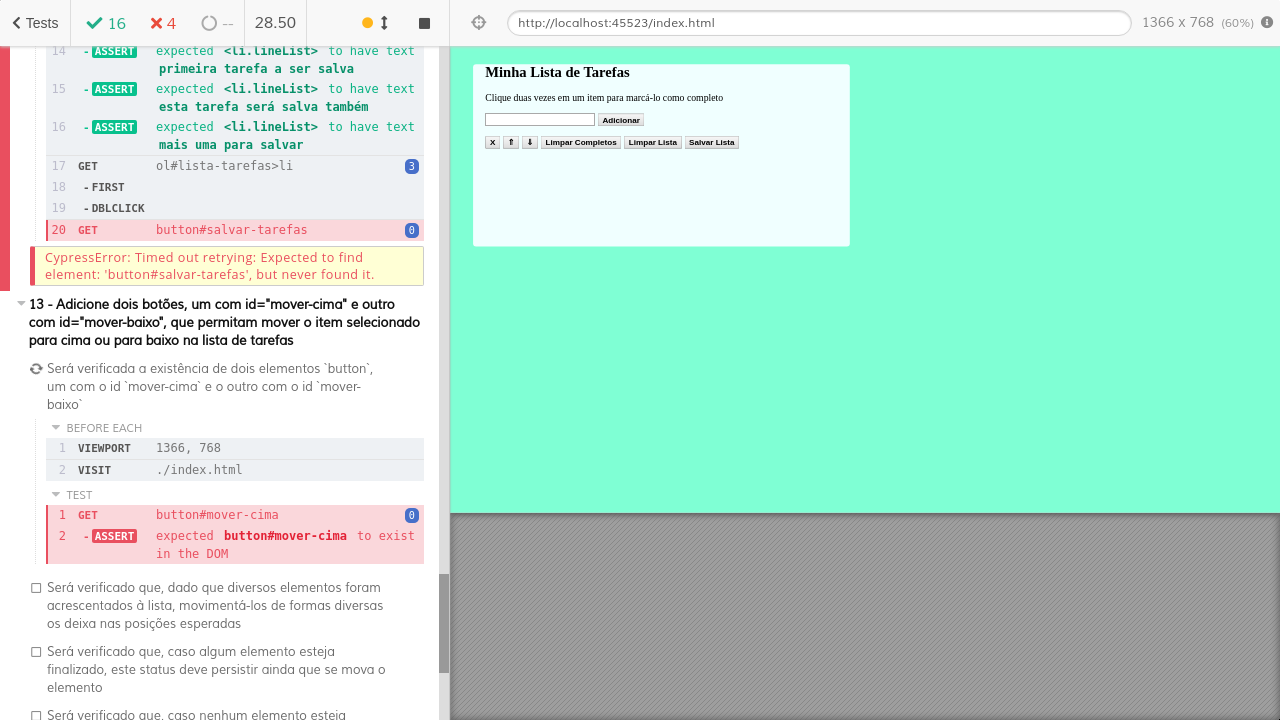 Tests 16 4 -- 28.50
http://localhost:45523/index.html 1366 x 768 (60%)
14 - ASSERT expected <li.lineList> to have text
primeira tarefa a ser salva
15 - ASSERT expected <li.lineList> to have text
esta tarefa será salva também
16 - ASSERT expected <li.lineList> to have text
mais uma para salvar
17 GET ol#lista-tarefas>li 3
18 - FIRST
19 - DBLCLICK
20 GET button#salvar-tarefas 0
CypressError: Timed out retrying: Expected to find
element: 'button#salvar-tarefas', but never found it.
13 - Adicione dois botões, um com id="mover-cima" e outro
com id="mover-baixo", que permitam mover o item selecionado
para cima ou para baixo na lista de tarefas
Será verificada a existência de dois elementos `button`,
um com o id `mover-cima` e o outro com o id `mover-
baixo`
BEFORE EACH
1 VIEWPORT 1366, 768
2 VISIT ./index.html
TEST
1 GET button#mover-cima 0
2 - ASSERT expected button#mover-cima to exist
in the DOM
Será verificado que, dado que diversos elementos foram
acrescentados à lista, movimentá-los de formas diversas
os deixa nas posições esperadas
Será verificado que, caso algum elemento esteja
finalizado, este status deve persistir ainda que se mova o
elemento
Será verificado que, caso nenhum elemento esteja
Minha Lista de Tarefas
Clique duas vezes em um item para marcá-lo como completo
Adicionar
X ⇑ ⇓ Limpar Completos Limpar Lista Salvar Lista